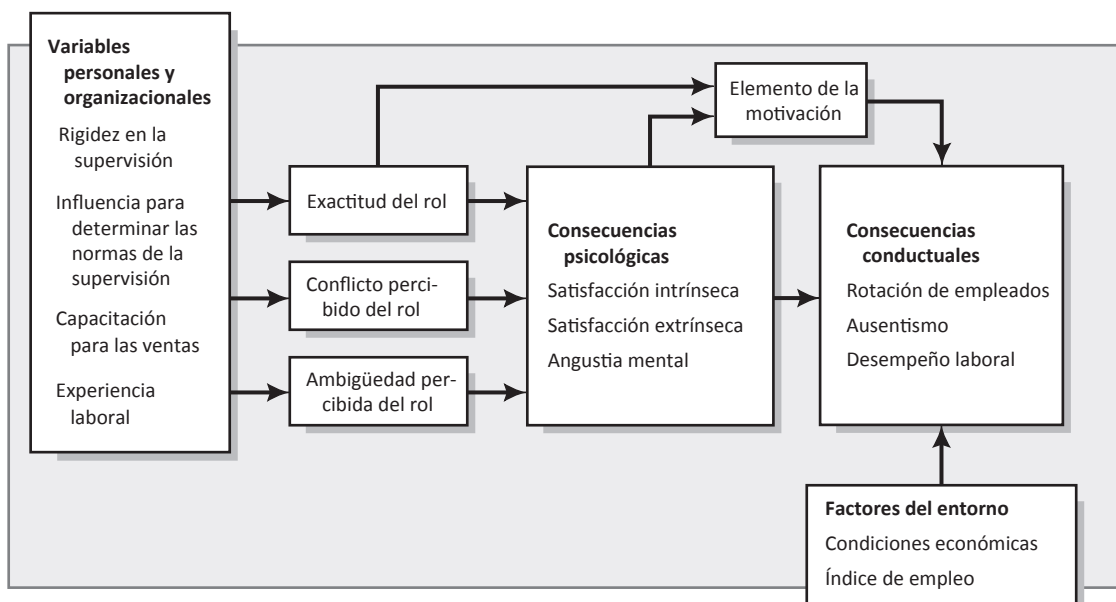 Variables
personales y
organizacionales
Rigidez en la
supervisión
Influencia para
determinar las
normas de la
supervisión
Capacitación
para las ventas
Experiencia
laboral
Exactitud del rol
Conflicto perci-
bido del rol
Ambigüedad per-
cibida del rol
Elemento de la
motivación
Consecuencias
psicológicas
Satisfacción intrínseca
Satisfacción extrínseca
Angustia mental
Consecuencias
conductuales
Rotación de empleados
Ausentismo
Desempeño laboral
Factores del entorno
Condiciones económicas
Índice de empleo